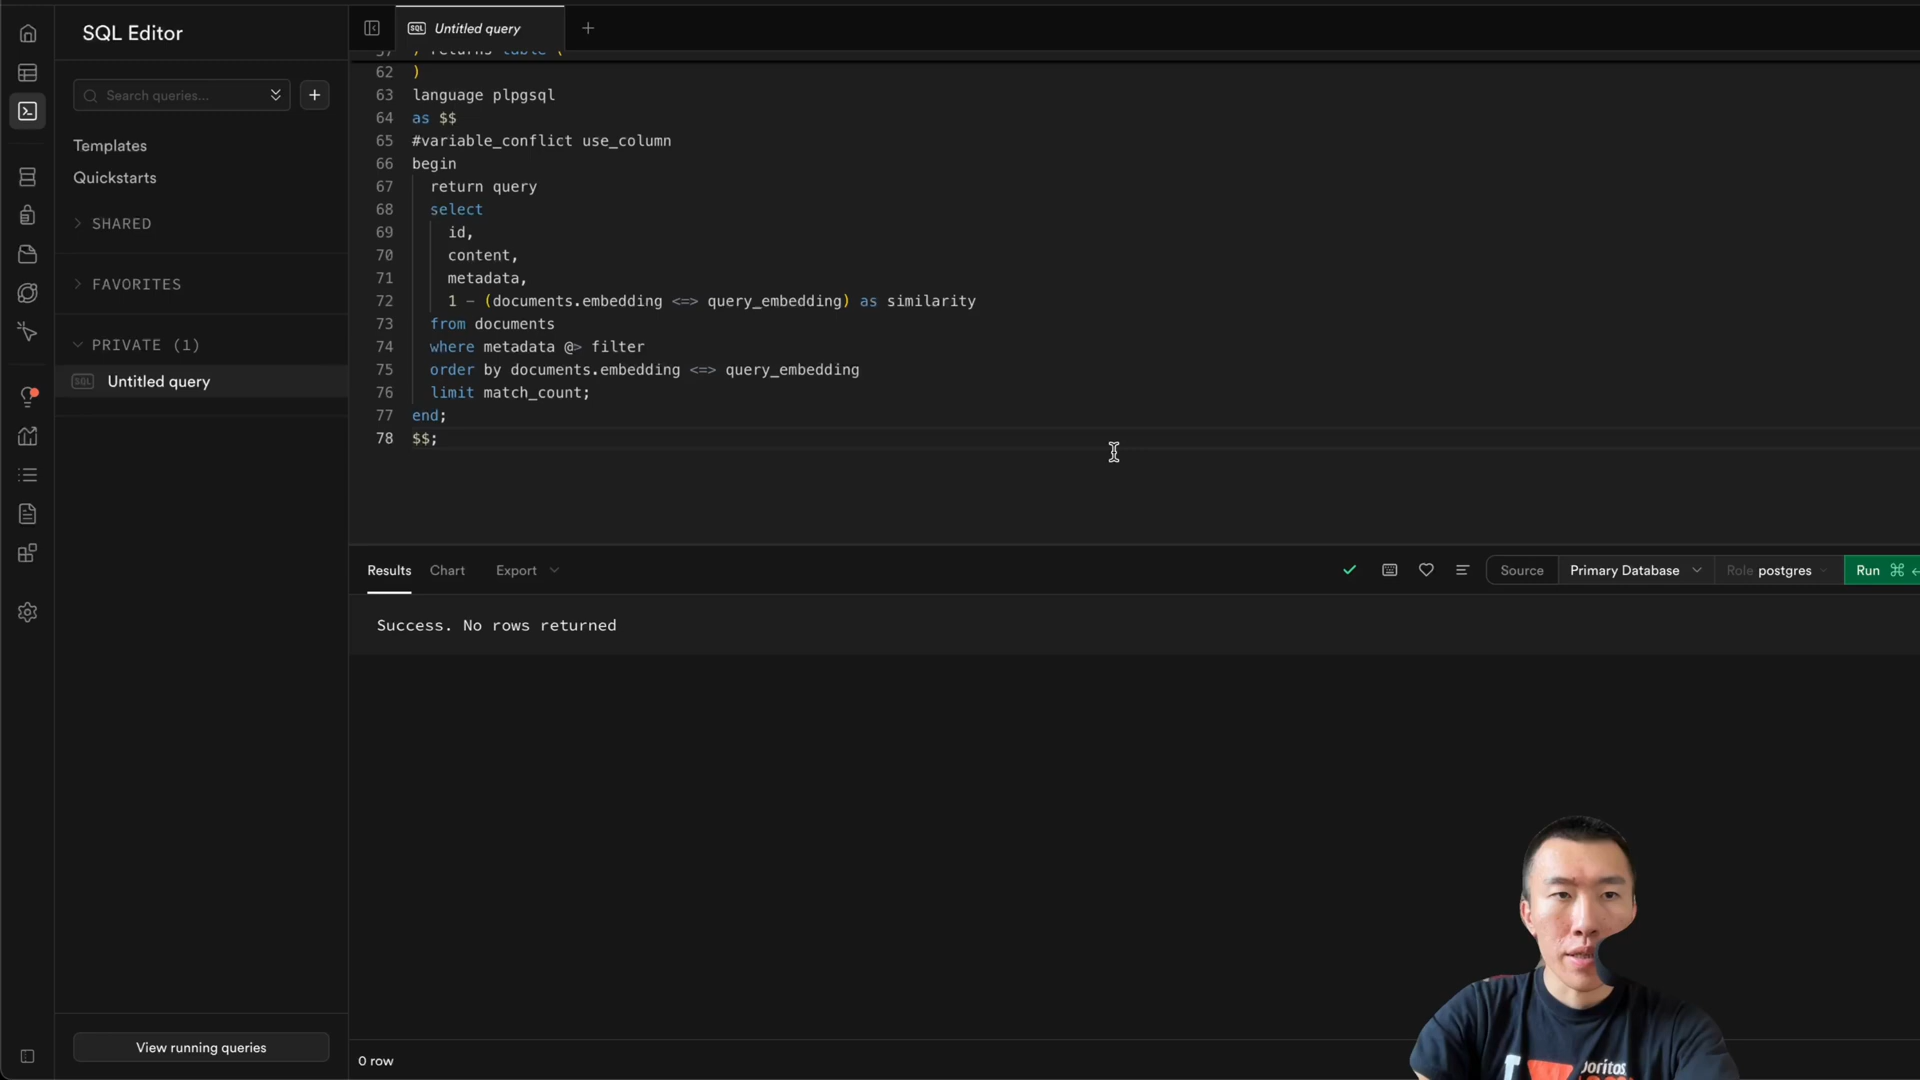 SQL Editor
Search queries...
Templates
Quickstarts
SHARED
FAVORITES
PRIVATE (1)
SQL Untitled query
View running queries
SQL Untitled query
57 ) returns table (
62 )
63 language plpgsql
64 as $$
65 #variable_conflict use_column
66 begin
67 return query
68 select
69 id,
70 content,
71 metadata,
72 1 - (documents.embedding <=> query_embedding) as similarity
73 from documents
74 where metadata @> filter
75 order by documents.embedding <=> query_embedding
76 limit match_count;
77 end;
78 $$;
Results Chart Export Source Primary Database Role postgres Run ⌘
Success. No rows returned
0 row
I